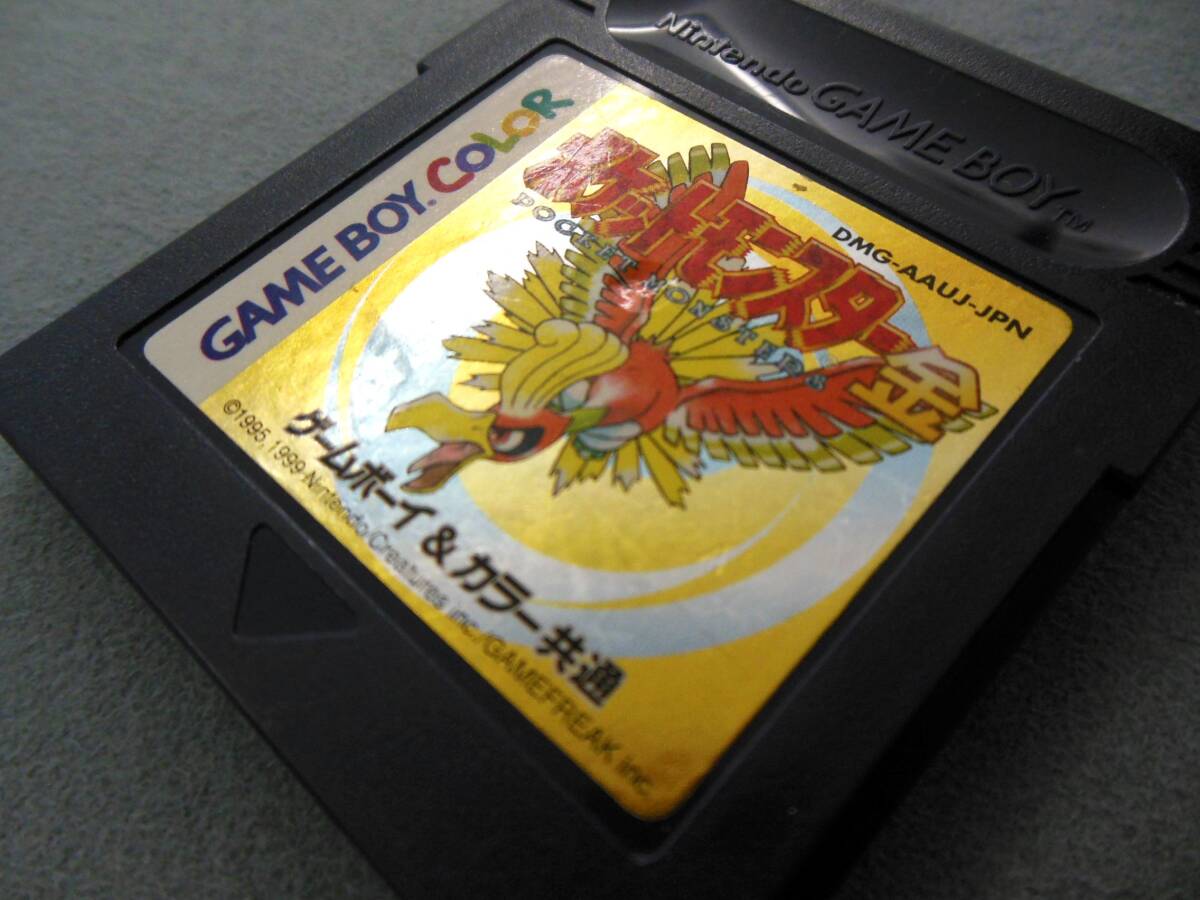 Nintendo GAME BOY™
GAME BOY COLOR
DMG-AAUJ-JPN
ポケットモンスター
金
POCKET MONSTERS
ゲームボーイ & カラー共通
©1995,1999 Nintendo/Creatures inc./GAMEFREAK inc.